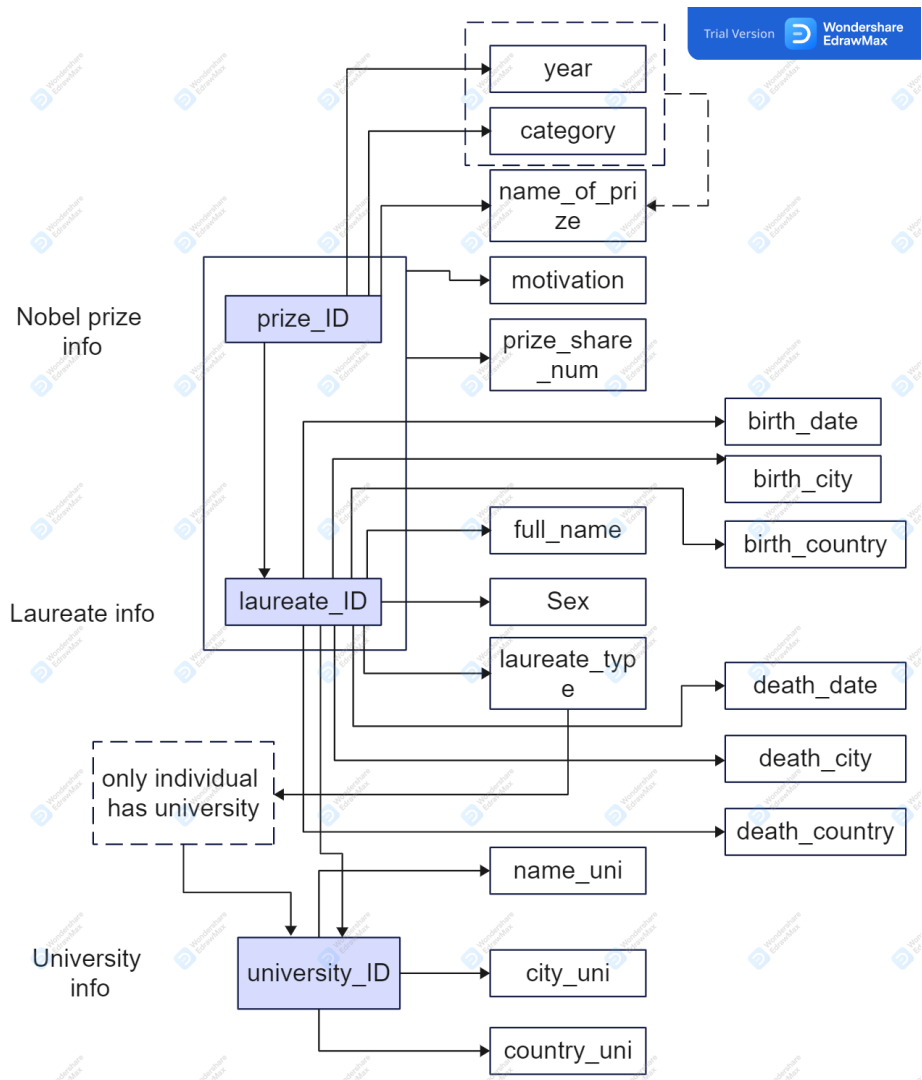 Trial Version
Wondershare
EdrawMax
year
category
name_of_pri
ze
motivation
Nobel prize
info
prize_ID
prize_share
_num
birth_date
birth_city
full_name
birth_country
Laureate info
laureate_ID
Sex
laureate_typ
e
death_date
only individual
has university
death_city
death_country
name_uni
University
info
university_ID
city_uni
country_uni